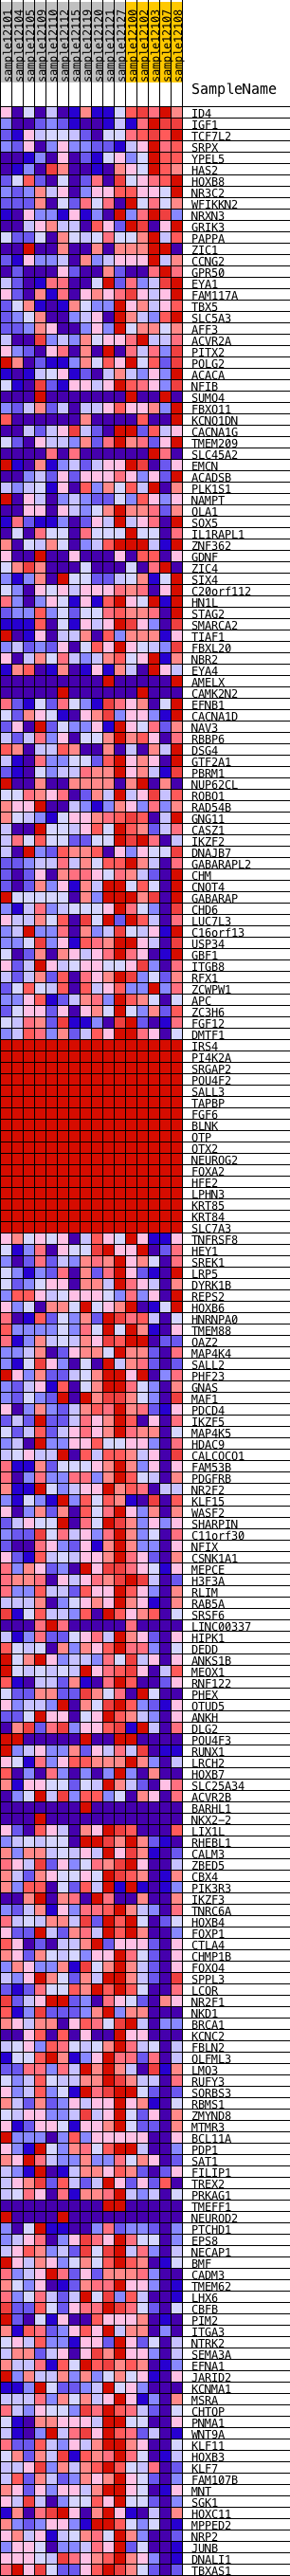 sample12101
sample12104
sample12105
sample12109
sample12110
sample12114
sample12115
sample12119
sample12120
sample12121
sample12127
sample12100
sample12102
sample12103
sample12107
sample12108
SampleName
ID4
IGF1
TCF7L2
SRPX
YPEL5
HAS2
HOXB8
NR3C2
WFIKKN2
NRXN3
GRIK3
PAPPA
ZIC1
CCNG2
GPR50
EYA1
FAM117A
TBX5
SLC5A3
AFF3
ACVR2A
PITX2
POLG2
ACACA
NFIB
SUMO4
FBXO11
KCNQ1DN
CACNA1G
TMEM209
SLC45A2
EMCN
ACADSB
PLK1S1
NAMPT
OLA1
SOX5
IL1RAPL1
ZNF362
GDNF
ZIC4
SIX4
C20orf112
HN1L
STAG2
SMARCA2
TIAF1
FBXL20
NBR2
EYA4
AMELX
CAMK2N2
EFNB1
CACNA1D
NAV3
RBBP6
DSG4
GTF2A1
PBRM1
NUP62CL
ROBO1
RAD54B
GNG11
CASZ1
IKZF2
DNAJB7
GABARAPL2
CHM
CNOT4
GABARAP
CHD6
LUC7L3
C16orf13
USP34
GBF1
ITGB8
RFX1
ZCWPW1
APC
ZC3H6
FGF12
DMTF1
IRS4
PI4K2A
SRGAP2
POU4F2
SALL3
TAPBP
FGF6
BLNK
OTP
OTX2
NEUROG2
FOXA2
HFE2
LPHN3
KRT85
KRT84
SLC7A3
TNFRSF8
HEY1
SREK1
LRP5
DYRK1B
REPS2
HOXB6
HNRNPA0
TMEM88
OAZ2
MAP4K4
SALL2
PHF23
GNAS
MAF1
PDCD4
IKZF5
MAP4K5
HDAC9
CALCOCO1
FAM53B
PDGFRB
NR2F2
KLF15
WASF2
SHARPIN
C11orf30
NFIX
CSNK1A1
MEPCE
H3F3A
RLIM
RAB5A
SRSF6
LINC00337
HIPK1
DEDD
ANKS1B
MEOX1
RNF122
PHEX
OTUD5
ANKH
DLG2
POU4F3
RUNX1
LRCH2
HOXB7
SLC25A34
ACVR2B
BARHL1
NKX2-2
LIX1L
RHEBL1
CALM3
ZBED5
CBX4
PIK3R3
IKZF3
TNRC6A
HOXB4
FOXP1
CTLA4
CHMP1B
FOXO4
SPPL3
LCOR
NR2F1
NKD1
BRCA1
KCNC2
FBLN2
OLFML3
LMO3
RUFY3
SORBS3
RBMS1
ZMYND8
MTMR3
BCL11A
PDP1
SAT1
FILIP1
TREX2
PRKAG1
TMEFF1
NEUROD2
PTCHD1
EPS8
NECAP1
BMF
CADM3
TMEM62
LHX6
CBFB
PIM2
ITGA3
NTRK2
SEMA3A
EFNA1
JARID2
KCNMA1
MSRA
CHTOP
PNMA1
WNT9A
KLF11
HOXB3
KLF7
FAM107B
MNT
SGK1
HOXC11
MPPED2
NRP2
JUNB
DNALI1
TBXAS1